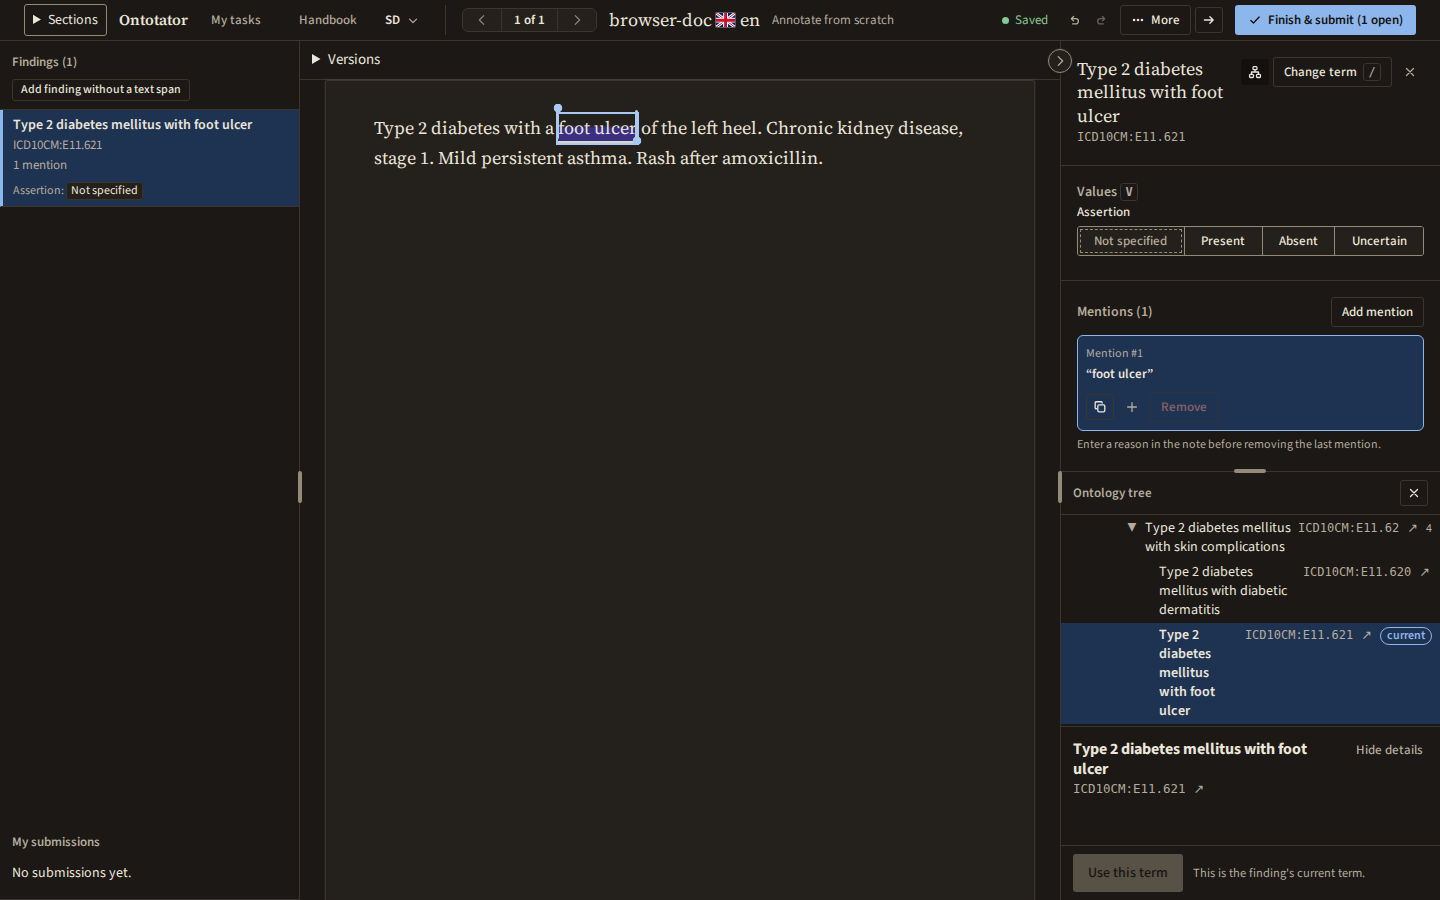 Sections
Ontotator
My tasks
Handbook
SD
1 of 1
browser-doc 🇬🇧 en
Annotate from scratch
Saved
More
Finish & submit (1 open)
Findings (1)
Add finding without a text span
Type 2 diabetes mellitus with foot ulcer
ICD10CM:E11.621
1 mention
Assertion: Not specified
My submissions
No submissions yet.
Versions
Type 2 diabetes with a foot ulcer of the left heel. Chronic kidney disease,
stage 1. Mild persistent asthma. Rash after amoxicillin.
Type 2 diabetes
mellitus with foot
ulcer
ICD10CM:E11.621
Change term /
Values V
Assertion
Not specified
Present
Absent
Uncertain
Mentions (1)
Add mention
Mention #1
“foot ulcer”
Remove
Enter a reason in the note before removing the last mention.
Ontology tree
Type 2 diabetes mellitus ICD10CM:E11.62 ↗ 4
with skin complications
Type 2 diabetes ICD10CM:E11.620 ↗
mellitus with diabetic
dermatitis
Type 2 ICD10CM:E11.621 ↗ current
diabetes
mellitus
with foot
ulcer
Type 2 diabetes mellitus with foot
ulcer
Hide details
ICD10CM:E11.621 ↗
Use this term
This is the finding's current term.